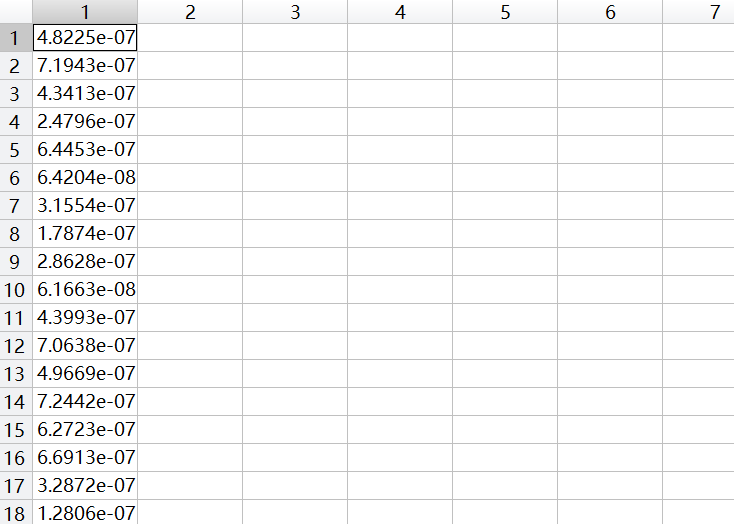 1 2 3 4 5 6 7
1 4.8225e-07
2 7.1943e-07
3 4.3413e-07
4 2.4796e-07
5 6.4453e-07
6 6.4204e-08
7 3.1554e-07
8 1.7874e-07
9 2.8628e-07
10 6.1663e-08
11 4.3993e-07
12 7.0638e-07
13 4.9669e-07
14 7.2442e-07
15 6.2723e-07
16 6.6913e-07
17 3.2872e-07
18 1.2806e-07